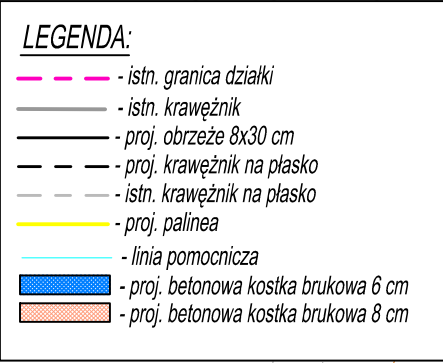 LEGENDA:
- istn. granica działki
- istn. krawężnik
- proj. obrzeże 8x30 cm
- proj. krawężnik na płasko
- istn. krawężnik na płasko
- proj. palinea
- linia pomocnicza
- proj. betonowa kostka brukowa 6 cm
- proj. betonowa kostka brukowa 8 cm